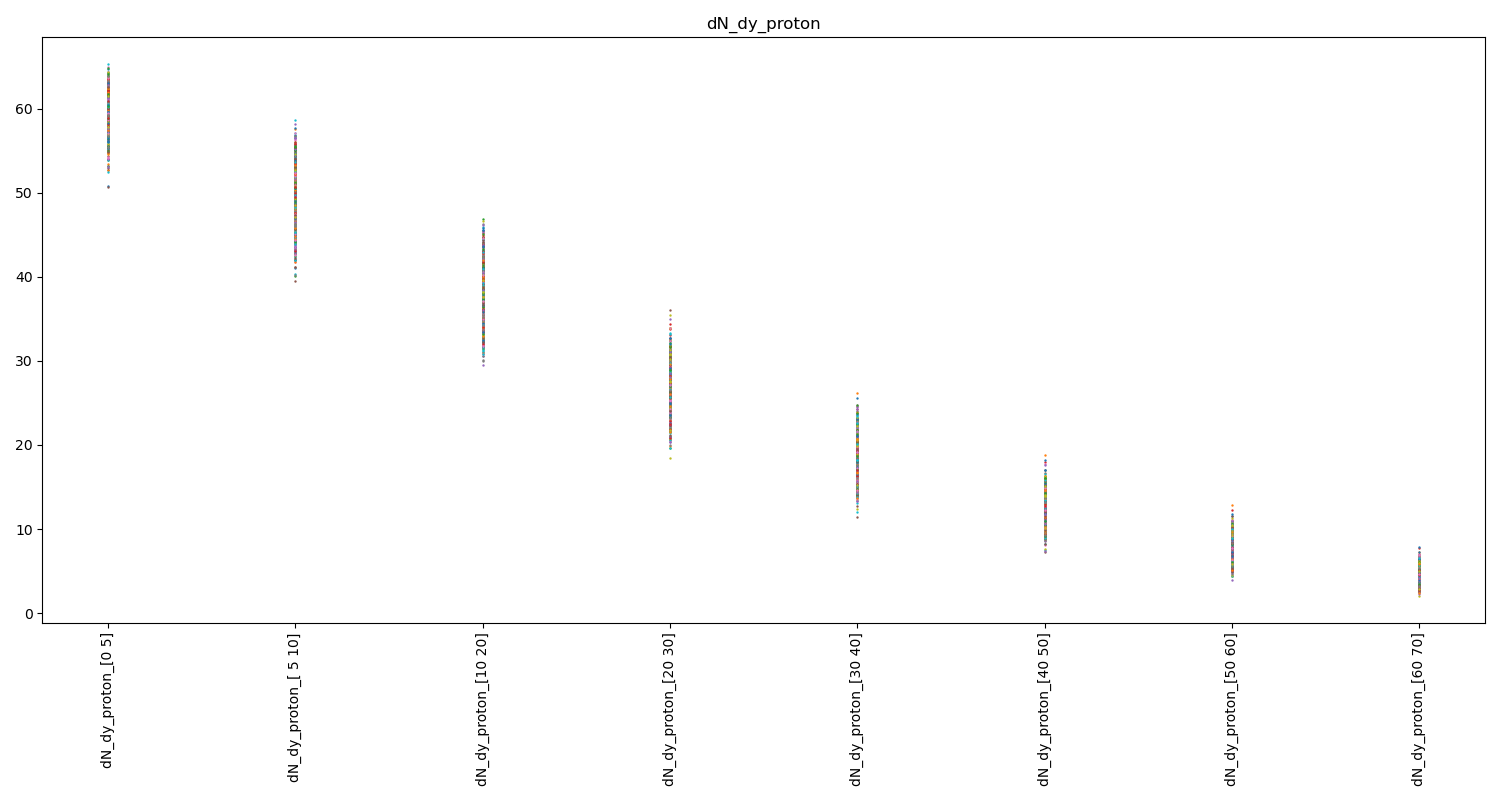 dN_dy_proton
60
50
40
30
20
10
0
dN_dy_proton_[0 5]
dN_dy_proton_[ 5 10]
dN_dy_proton_[10 20]
dN_dy_proton_[20 30]
dN_dy_proton_[30 40]
dN_dy_proton_[40 50]
dN_dy_proton_[50 60]
dN_dy_proton_[60 70]